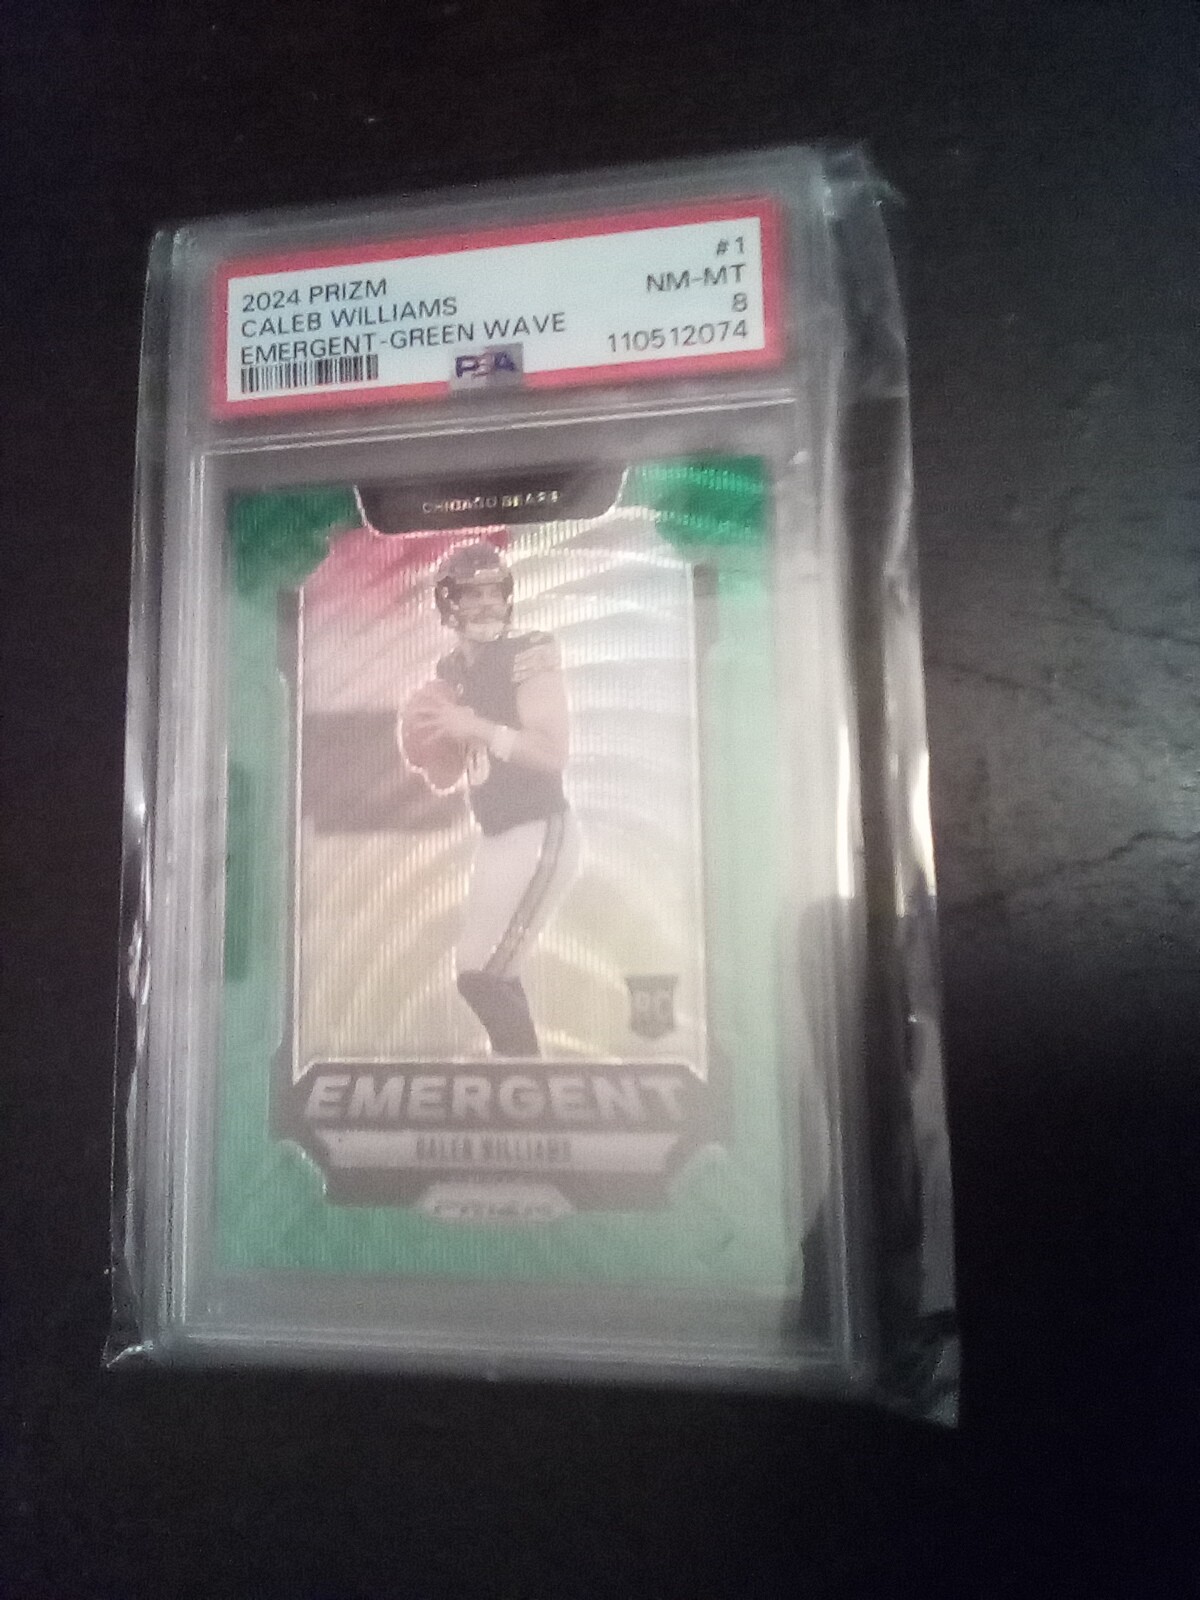 2024 PRIZM #1
CALEB WILLIAMS NM-MT
EMERGENT-GREEN WAVE 8
110512074
PSA
CHICAGO BEARS
RC
EMERGENT
CALEB WILLIAMS
PRIZM